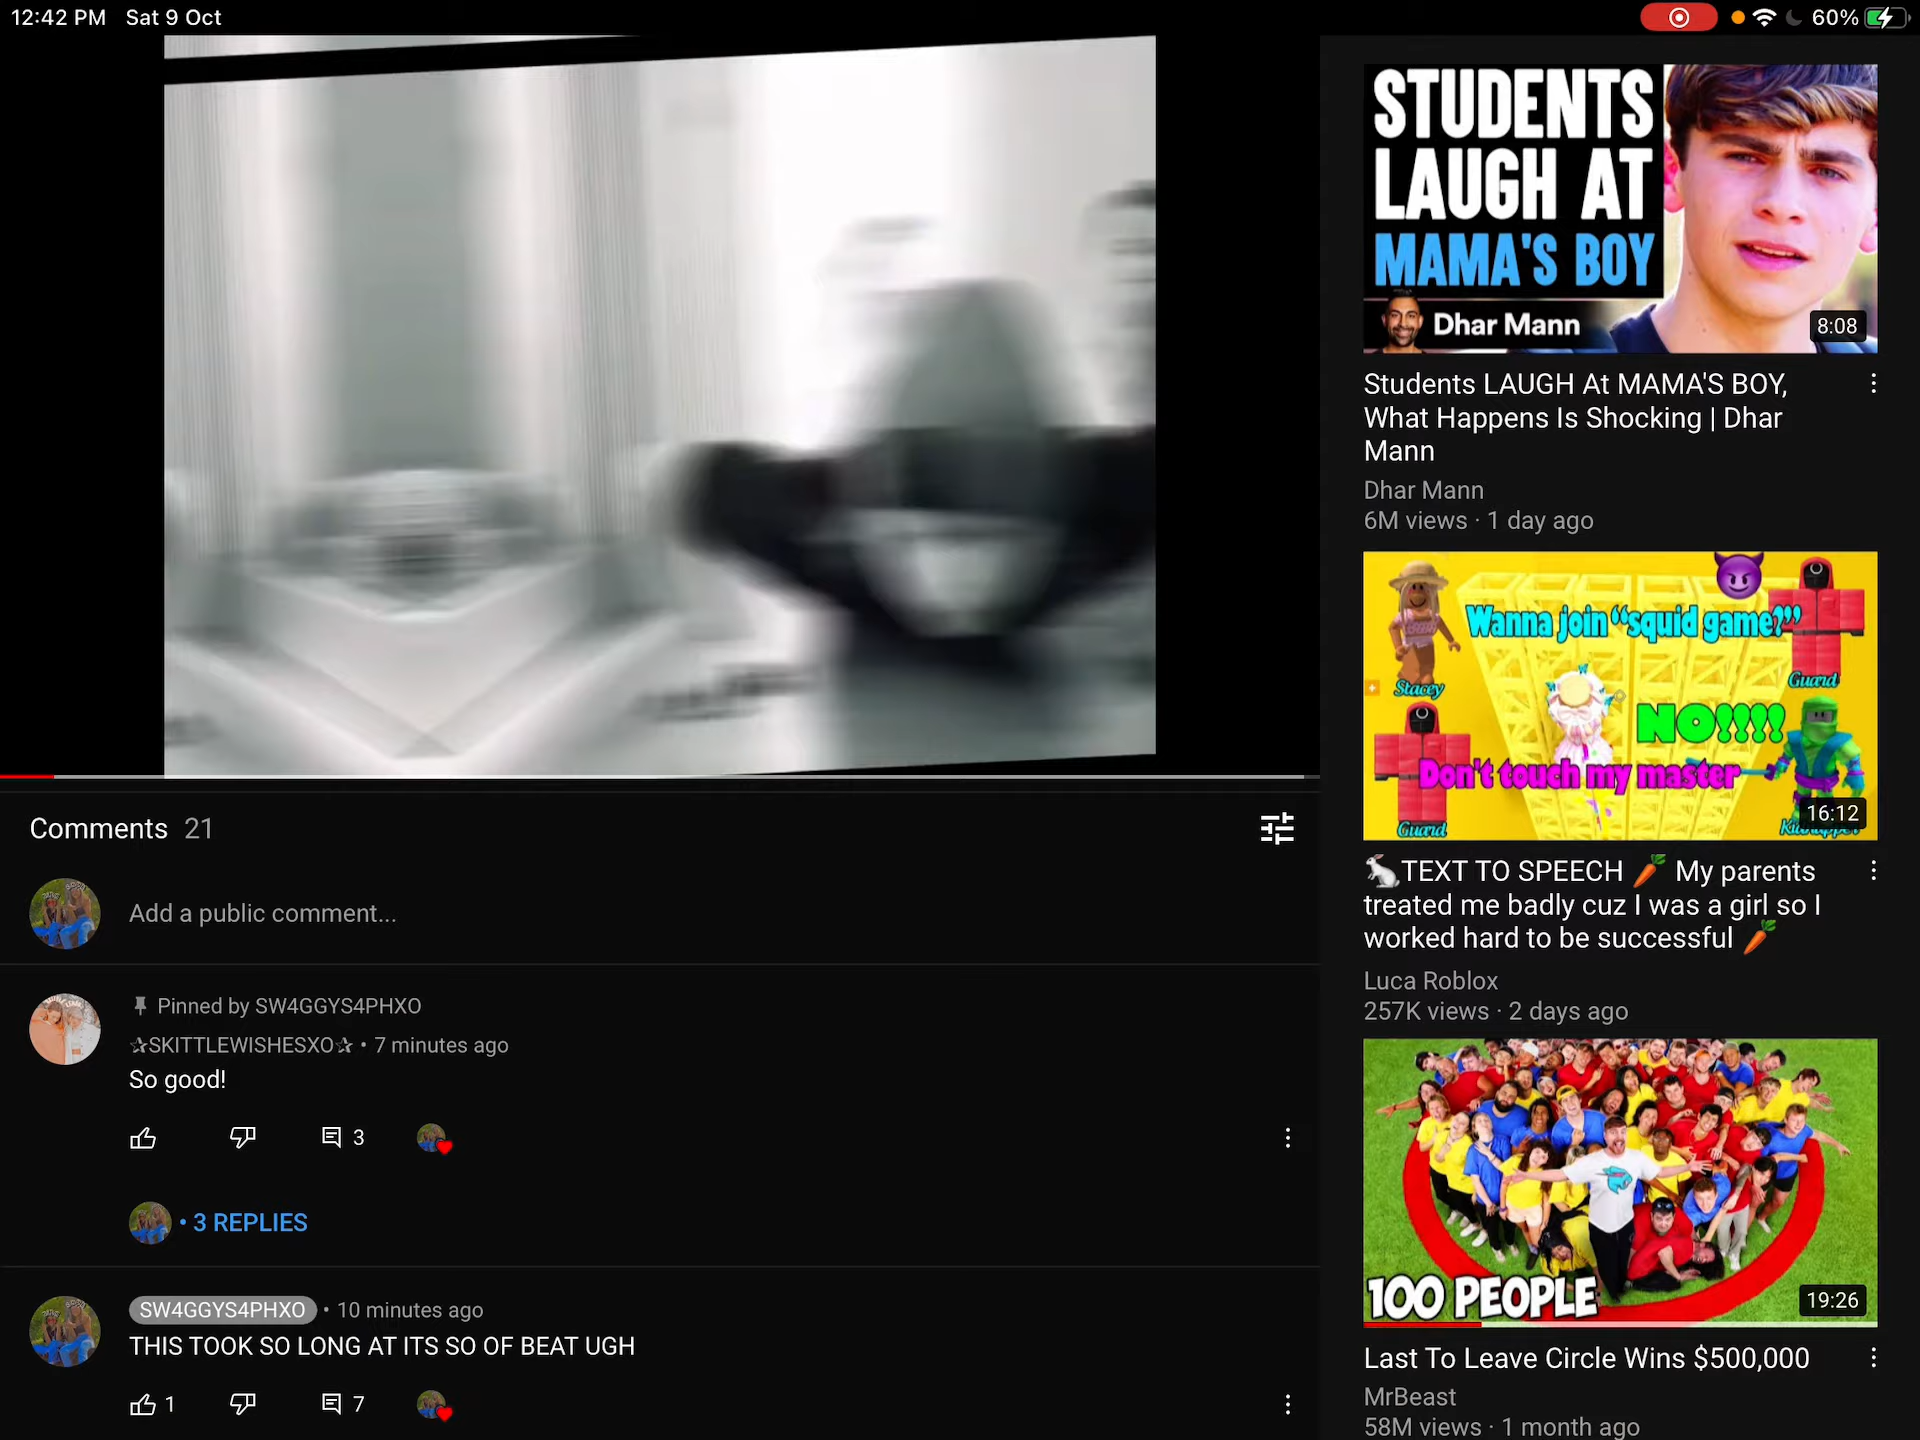 12:42 PM Sat 9 Oct
60%
Comments 21
Add a public comment...
Pinned by SW4GGYS4PHXO
✰SKITTLEWISHESXO✰ • 7 minutes ago
So good!
3
• 3 REPLIES
SW4GGYS4PHXO • 10 minutes ago
THIS TOOK SO LONG AT ITS SO OF BEAT UGH
1
7
STUDENTS
LAUGH AT
MAMA'S BOY
Dhar Mann
8:08
Students LAUGH At MAMA'S BOY,
What Happens Is Shocking | Dhar
Mann
Dhar Mann
6M views · 1 day ago
Wanna join “squid game?”
Stacey
Guard
NO!!!!
Don't touch my master
Guard
16:12
🐇TEXT TO SPEECH 🥕 My parents
treated me badly cuz I was a girl so I
worked hard to be successful 🥕
Luca Roblox
257K views · 2 days ago
100 PEOPLE
19:26
Last To Leave Circle Wins $500,000
MrBeast
58M views · 1 month ago